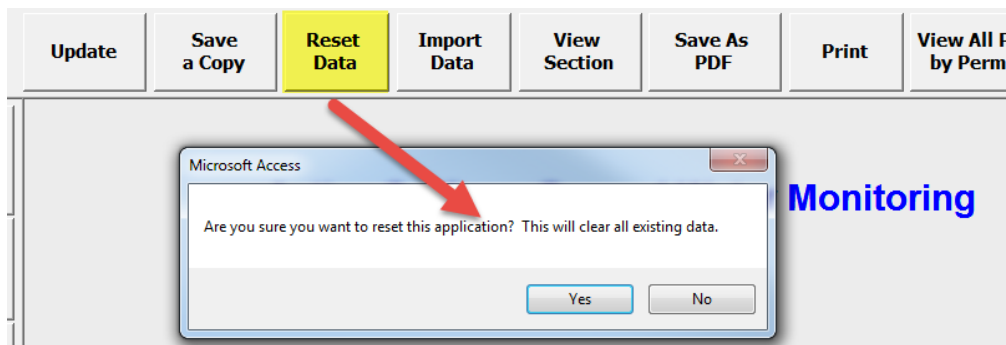 Update
Save
a Copy
Reset
Data
Import
Data
View
Section
Save As
PDF
Print
View All
by
Microsoft Access
Monitoring
Are you sure you want to reset this application? This will clear all existing data.
Yes
No